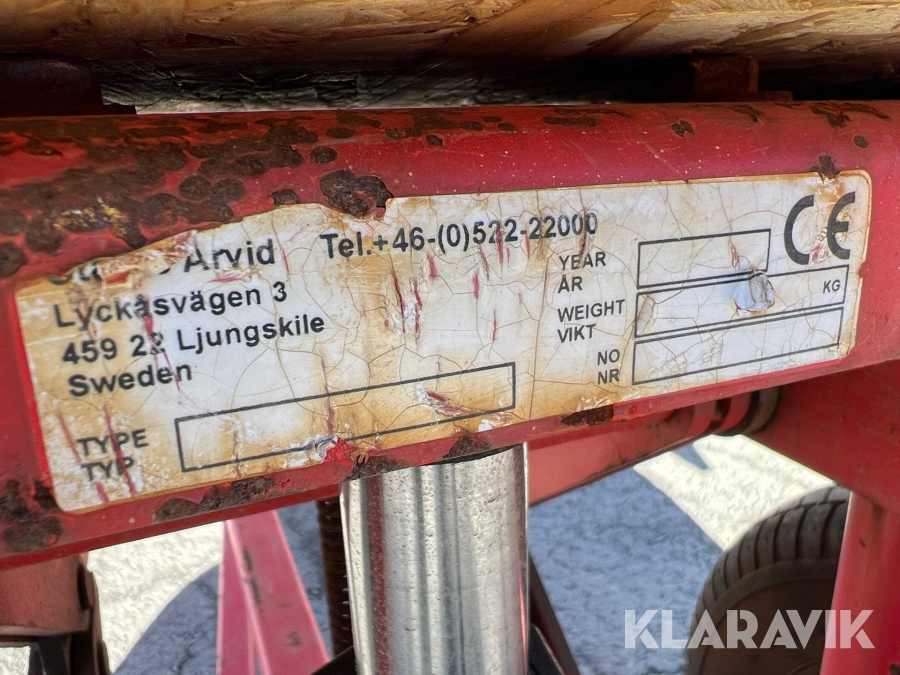 Arvid
Tel.+46-(0)522-22000
Lyckåsvägen 3
459 22 Ljungskile
Sweden
TYPE
TYP
YEAR
ÅR
WEIGHT
VIKT
KG
NO
NR
CE
KLARAVIK